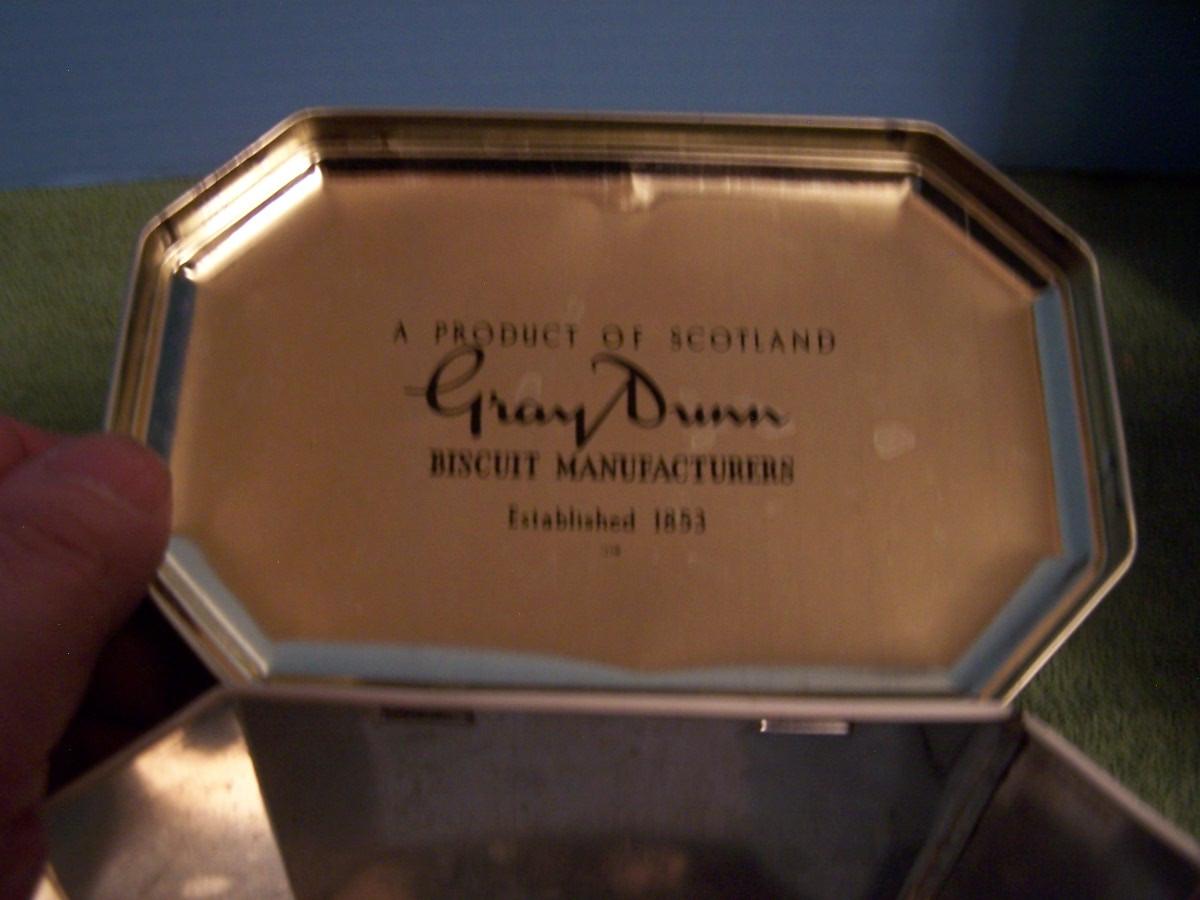 A PRODUCT OF SCOTLAND
Gray Dunn
BISCUIT MANUFACTURERS
Established 1853